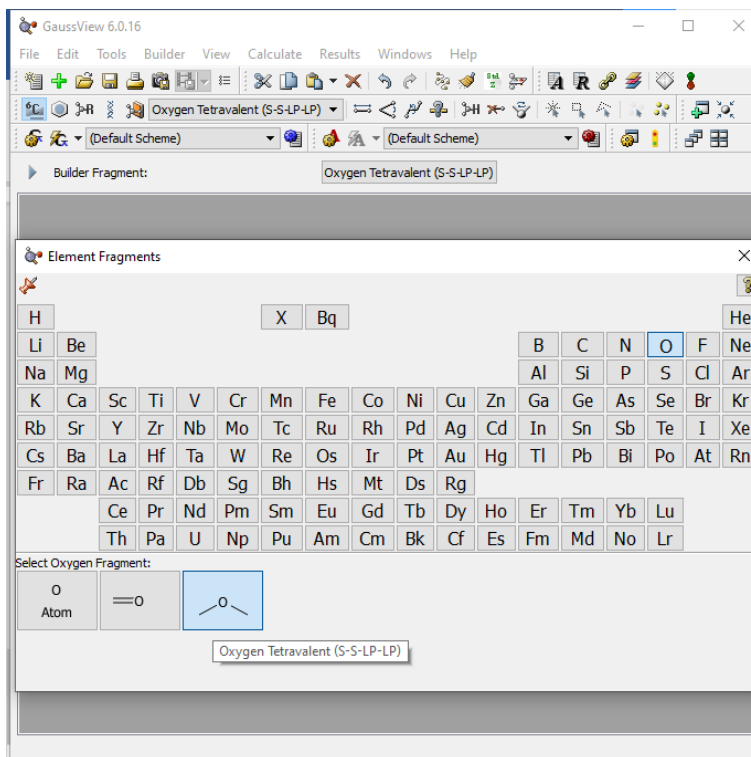 GaussView 6.0.16
File Edit Tools Builder View Calculate Results Windows Help
6C R Oxygen Tetravalent (S-S-LP-LP) H
(Default Scheme) (Default Scheme)
Builder Fragment: Oxygen Tetravalent (S-S-LP-LP)
Element Fragments
H X Bq He
Li Be B C N O F Ne
Na Mg Al Si P S Cl Ar
K Ca Sc Ti V Cr Mn Fe Co Ni Cu Zn Ga Ge As Se Br Kr
Rb Sr Y Zr Nb Mo Tc Ru Rh Pd Ag Cd In Sn Sb Te I Xe
Cs Ba La Hf Ta W Re Os Ir Pt Au Hg Tl Pb Bi Po At Rn
Fr Ra Ac Rf Db Sg Bh Hs Mt Ds Rg
Ce Pr Nd Pm Sm Eu Gd Tb Dy Ho Er Tm Yb Lu
Th Pa U Np Pu Am Cm Bk Cf Es Fm Md No Lr
Select Oxygen Fragment:
O O O
Atom
Oxygen Tetravalent (S-S-LP-LP)